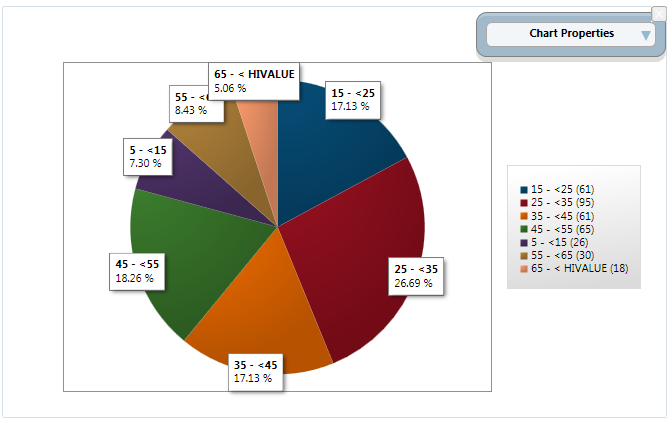 Chart Properties
65 - < HIVALUE
5.06 %
15 - <25
17.13 %
55 -
8.43 %
5 - <15
7.30 %
45 - <55
18.26 %
25 - <35
26.69 %
35 - <45
17.13 %
15 - <25 (61)
25 - <35 (95)
35 - <45 (61)
45 - <55 (65)
5 - <15 (26)
55 - <65 (30)
65 - < HIVALUE (18)